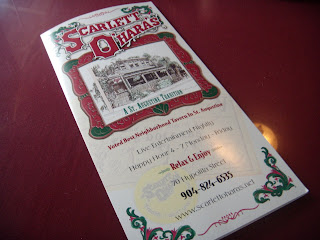 SCARLETT
O'HARA'S
A ST. AUGUSTINE TRADITION
Voted Best Neighborhood Tavern in St. Augustine
Live Entertainment Nightly
Happy Hour 4 - 7 Monday - Friday
Relax & Enjoy
70 Hypolita Street
904-824-6535
www.scarlettoharas.net